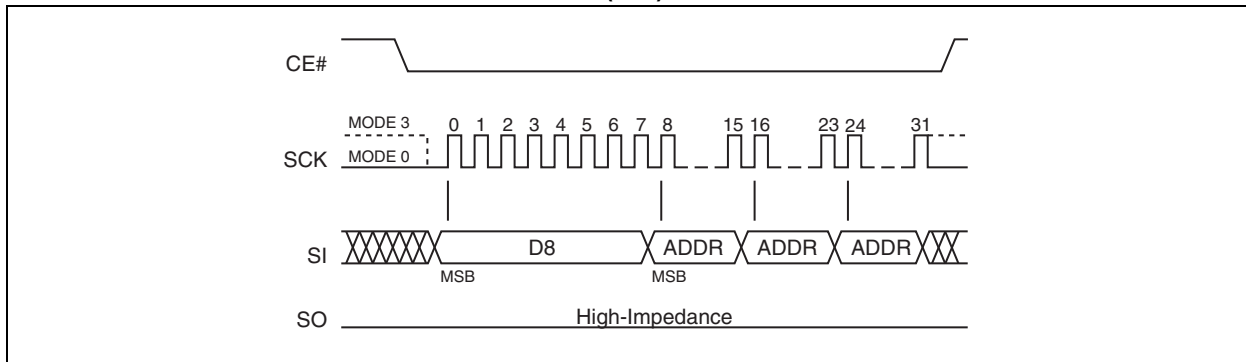 CE#
MODE 3
0 1 2 3 4 5 6 7 8 15 16 23 24 31
SCK
MODE 0
SI
D8 ADDR ADDR ADDR
MSB MSB
SO
High-Impedance